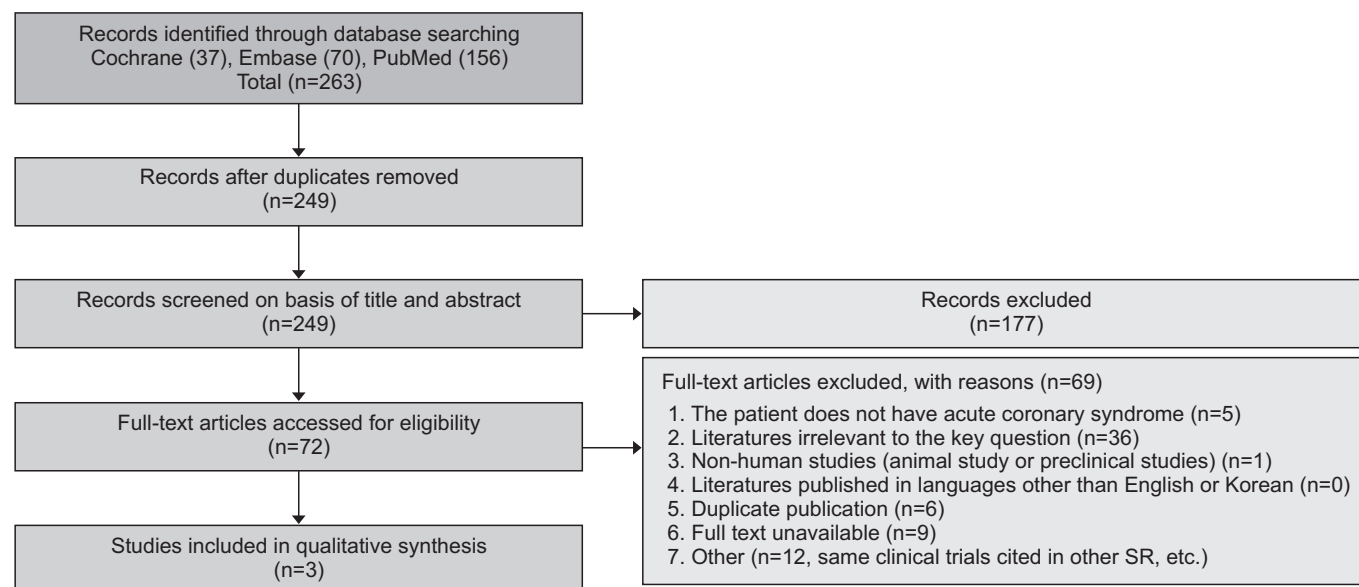 Records identified through database searching
Cochrane (37), Embase (70), PubMed (156)
Total (n=263)
Records after duplicates removed
(n=249)
Records screened on basis of title and abstract
(n=249)
Records excluded
(n=177)
Full-text articles accessed for eligibility
(n=72)
Full-text articles excluded, with reasons (n=69)
1. The patient does not have acute coronary syndrome (n=5)
2. Literatures irrelevant to the key question (n=36)
3. Non-human studies (animal study or preclinical studies) (n=1)
4. Literatures published in languages other than English or Korean (n=0)
5. Duplicate publication (n=6)
6. Full text unavailable (n=9)
7. Other (n=12, same clinical trials cited in other SR, etc.)
Studies included in qualitative synthesis
(n=3)